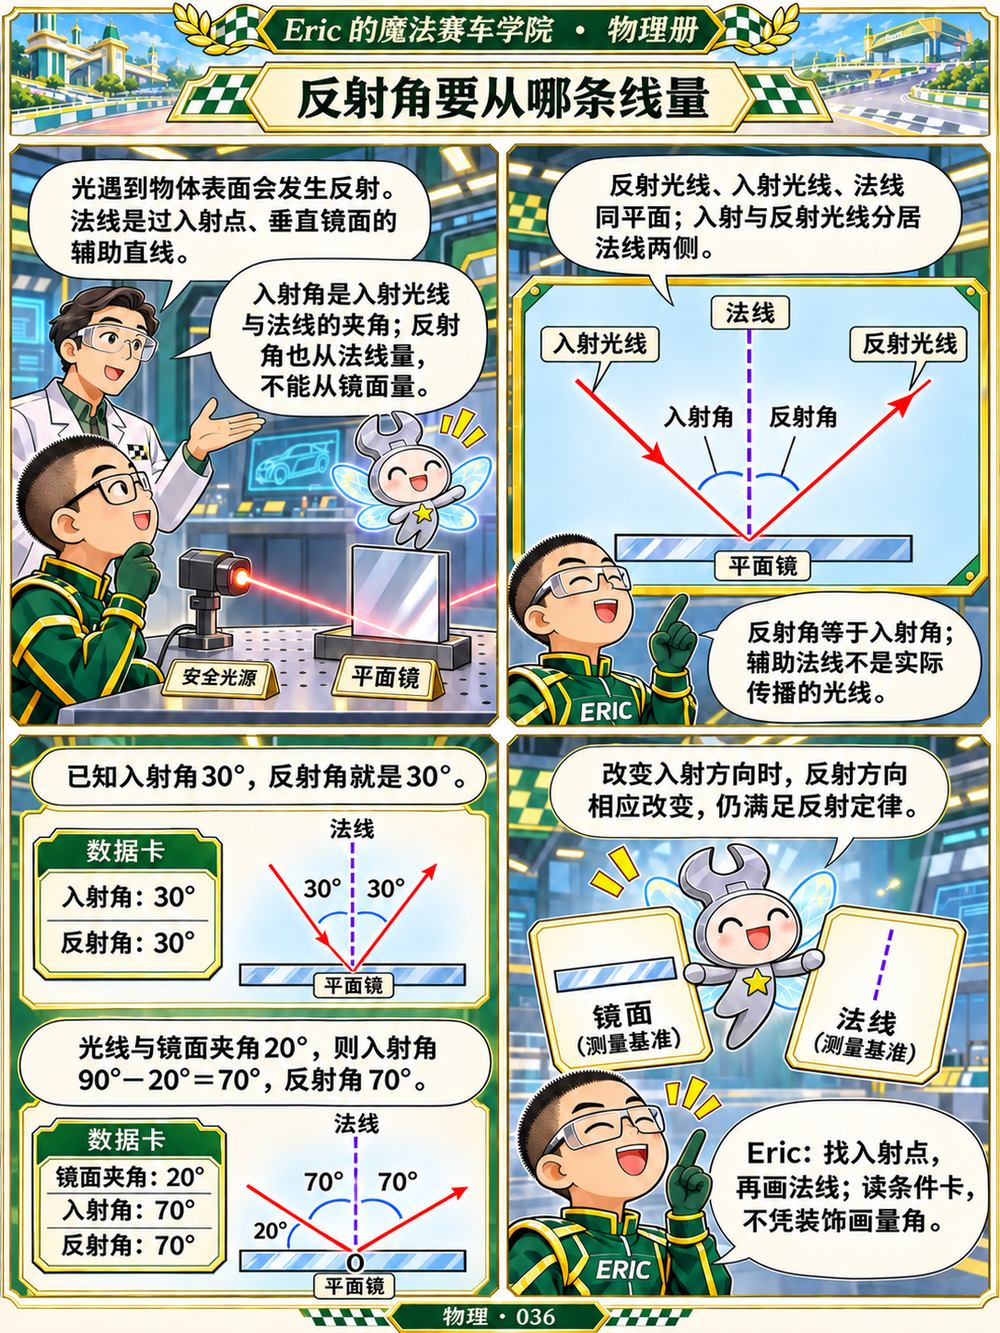 Eric 的魔法赛车学院 · 物理册
反射角要从哪条线量
光遇到物体表面会发生反射。
法线是过入射点、垂直镜面的
辅助直线。
入射角是入射光线
与法线的夹角；反射
角也从法线量，
不能从镜面量。
安全光源
平面镜
反射光线、入射光线、法线
同平面；入射与反射光线分居
法线两侧。
法线
入射光线
反射光线
入射角
反射角
平面镜
反射角等于入射角；
辅助法线不是实际
传播的光线。
ERIC
已知入射角30°，反射角就是30°。
数据卡
入射角：30°
反射角：30°
法线
30°
30°
平面镜
光线与镜面夹角20°，则入射角
90°－20°＝70°，反射角70°。
数据卡
镜面夹角：20°
入射角：70°
反射角：70°
法线
70°
70°
20°
O
平面镜
改变入射方向时，反射方向
相应改变，仍满足反射定律。
镜面
（测量基准）
法线
（测量基准）
Eric：找入射点，
再画法线；读条件卡，
不凭装饰画量角。
ERIC
物理 · 036